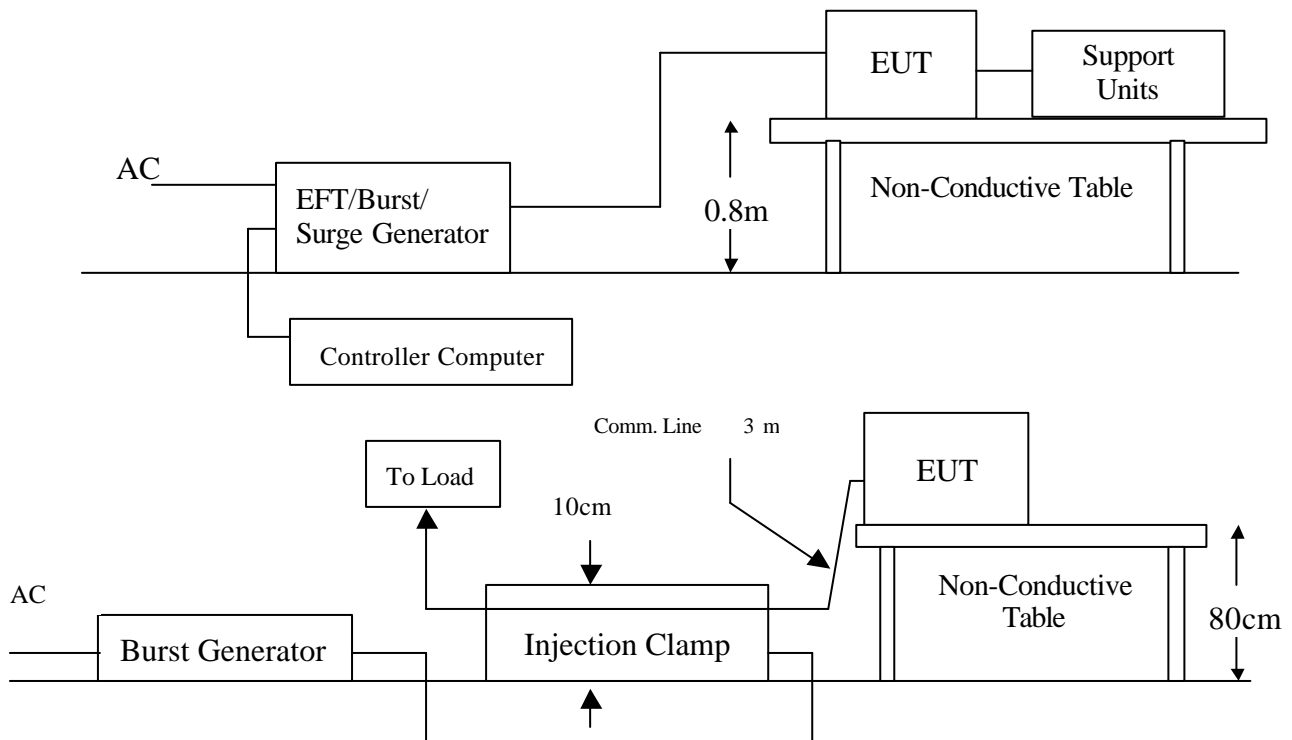 EUT
Support
Units
AC
EFT/Burst/
Surge Generator
Non-Conductive Table
0.8m
Controller Computer
Comm. Line 3 m
To Load
10cm
EUT
AC
Burst Generator
Injection Clamp
Non-Conductive
Table
80cm